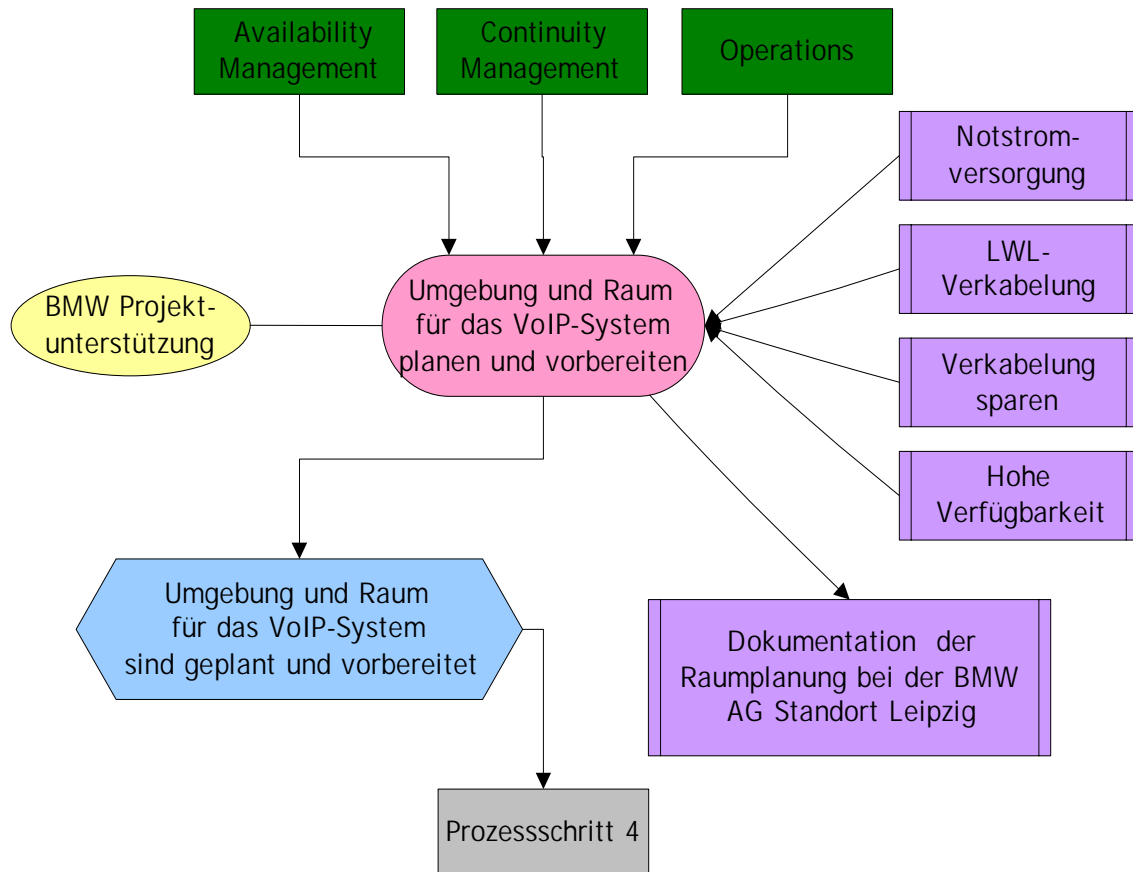 Availability
Management
Continuity
Management
Operations
Notstrom-
versorgung
LWL-
Verkabelung
BMW Projekt-
unterstützung
Umgebung und Raum
für das VoIP-System
planen und vorbereiten
Verkabelung
sparen
Hohe
Verfügbarkeit
Umgebung und Raum
für das VoIP-System
sind geplant und vorbereitet
Dokumentation der
Raumplanung bei der BMW
AG Standort Leipzig
Prozessschritt 4